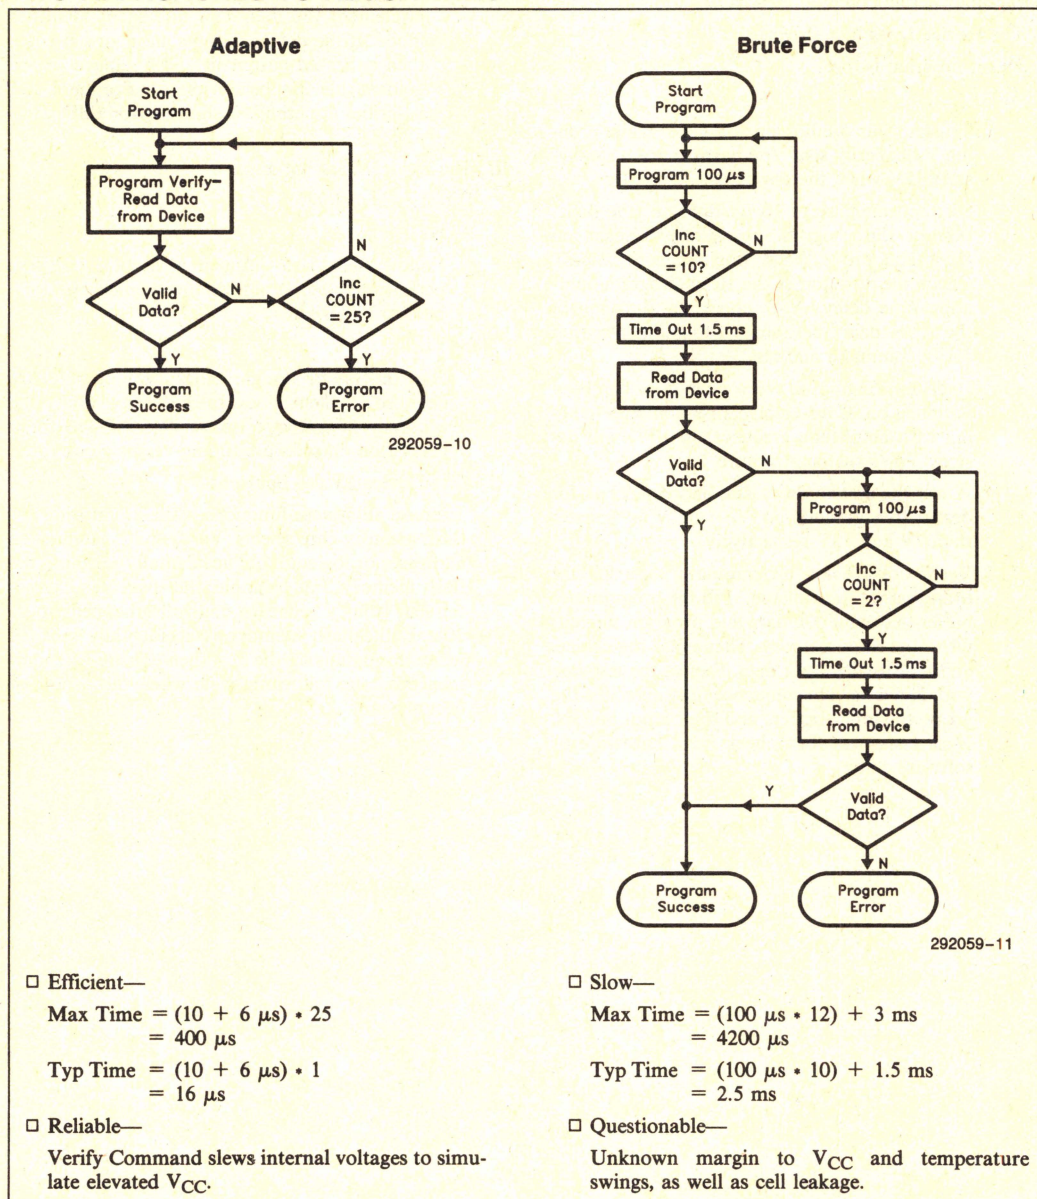 Adaptive
Start
Program
Program Verify–
Read Data
from Device
Valid
Data?
N
Inc
COUNT
= 25?
N
Y
Y
Program
Success
Program
Error
292059–10
Brute Force
Start
Program
Program 100 µs
Inc
COUNT
= 10?
N
Y
Time Out 1.5 ms
Read Data
from Device
Valid
Data?
N
Y
Program 100 µs
Inc
COUNT
= 2?
N
Y
Time Out 1.5 ms
Read Data
from Device
Valid
Data?
Y
N
Program
Success
Program
Error
292059–11
□ Efficient—
Max Time = (10 + 6 µs) * 25
= 400 µs
Typ Time = (10 + 6 µs) * 1
= 16 µs
□ Reliable—
Verify Command slews internal voltages to simu-
late elevated VCC.
□ Slow—
Max Time = (100 µs * 12) + 3 ms
= 4200 µs
Typ Time = (100 µs * 10) + 1.5 ms
= 2.5 ms
□ Questionable—
Unknown margin to VCC and temperature
swings, as well as cell leakage.